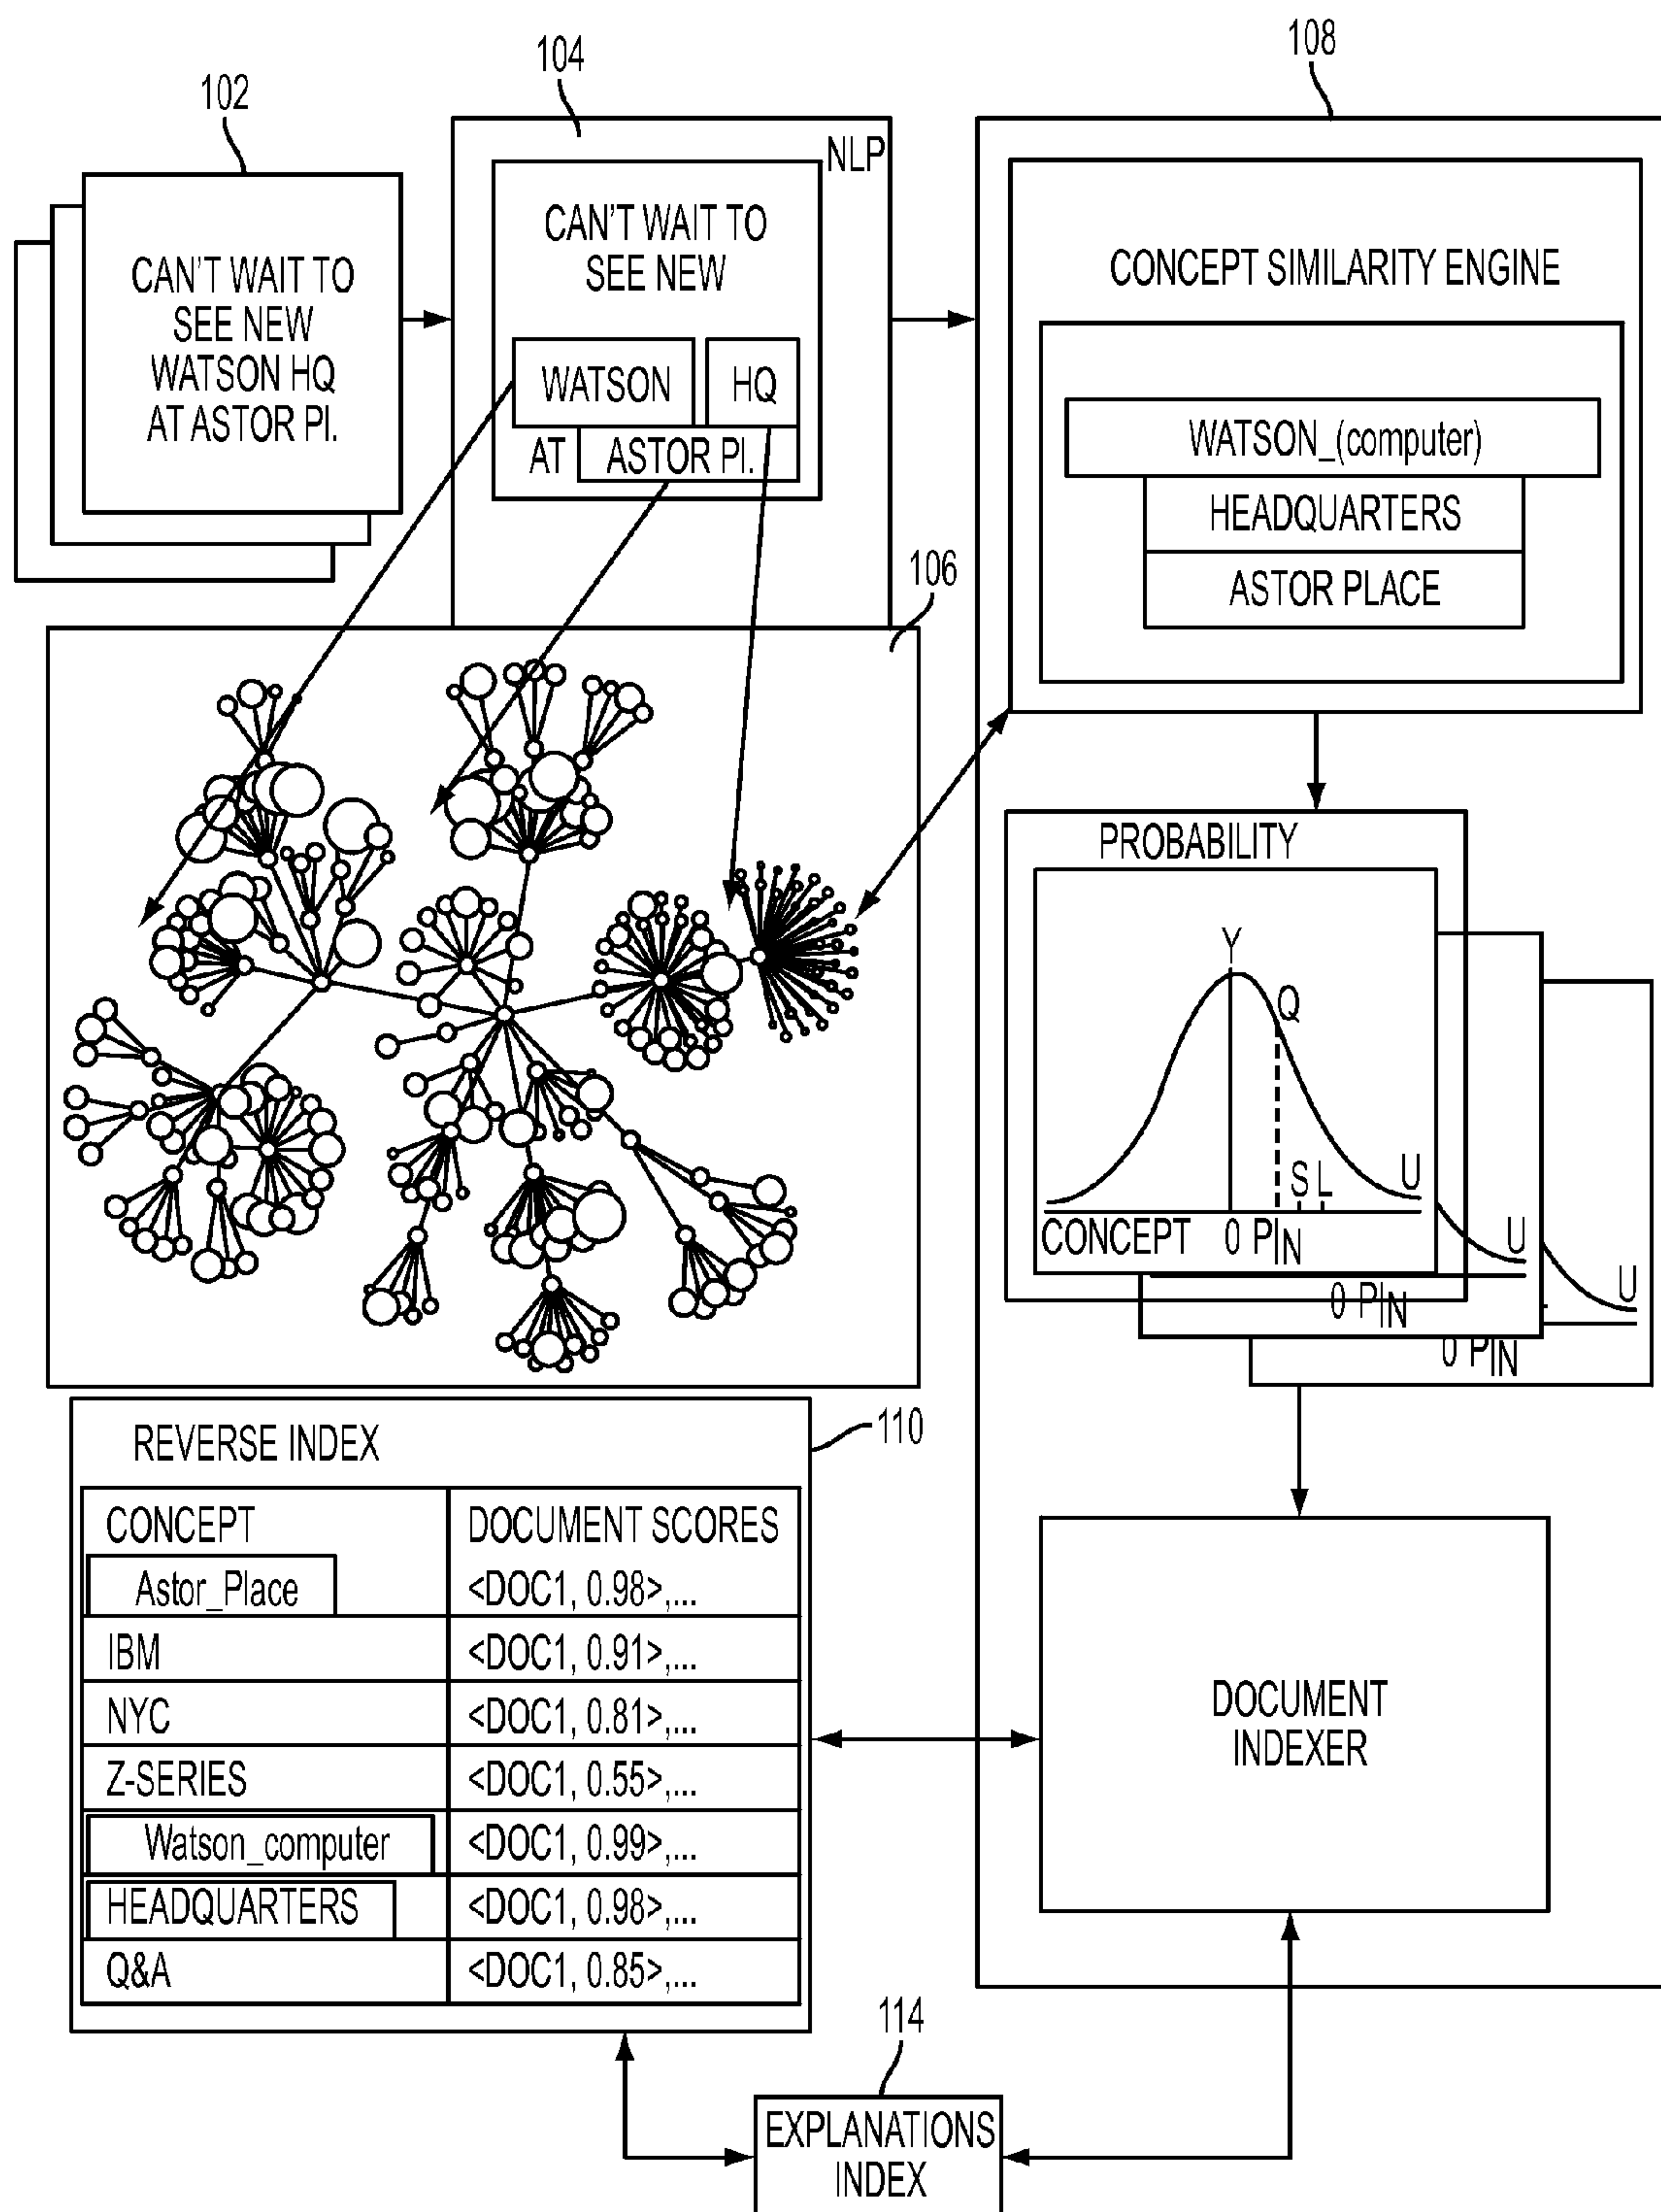 102
104
108
NLP
CAN'T WAIT TO
SEE NEW
WATSON HQ
AT ASTOR Pl.
CAN'T WAIT TO
SEE NEW
WATSON HQ
AT ASTOR Pl.
CONCEPT SIMILARITY ENGINE
WATSON_(computer)
HEADQUARTERS
ASTOR PLACE
106
PROBABILITY
Y
Q
S L U
CONCEPT 0 PIN
U
0 PIN
U
0 PIN
110
REVERSE INDEX
CONCEPT DOCUMENT SCORES
Astor_Place <DOC1, 0.98>,...
IBM <DOC1, 0.91>,...
NYC <DOC1, 0.81>,...
Z-SERIES <DOC1, 0.55>,...
Watson_computer <DOC1, 0.99>,...
HEADQUARTERS <DOC1, 0.98>,...
Q&A <DOC1, 0.85>,...
DOCUMENT
INDEXER
114
EXPLANATIONS
INDEX